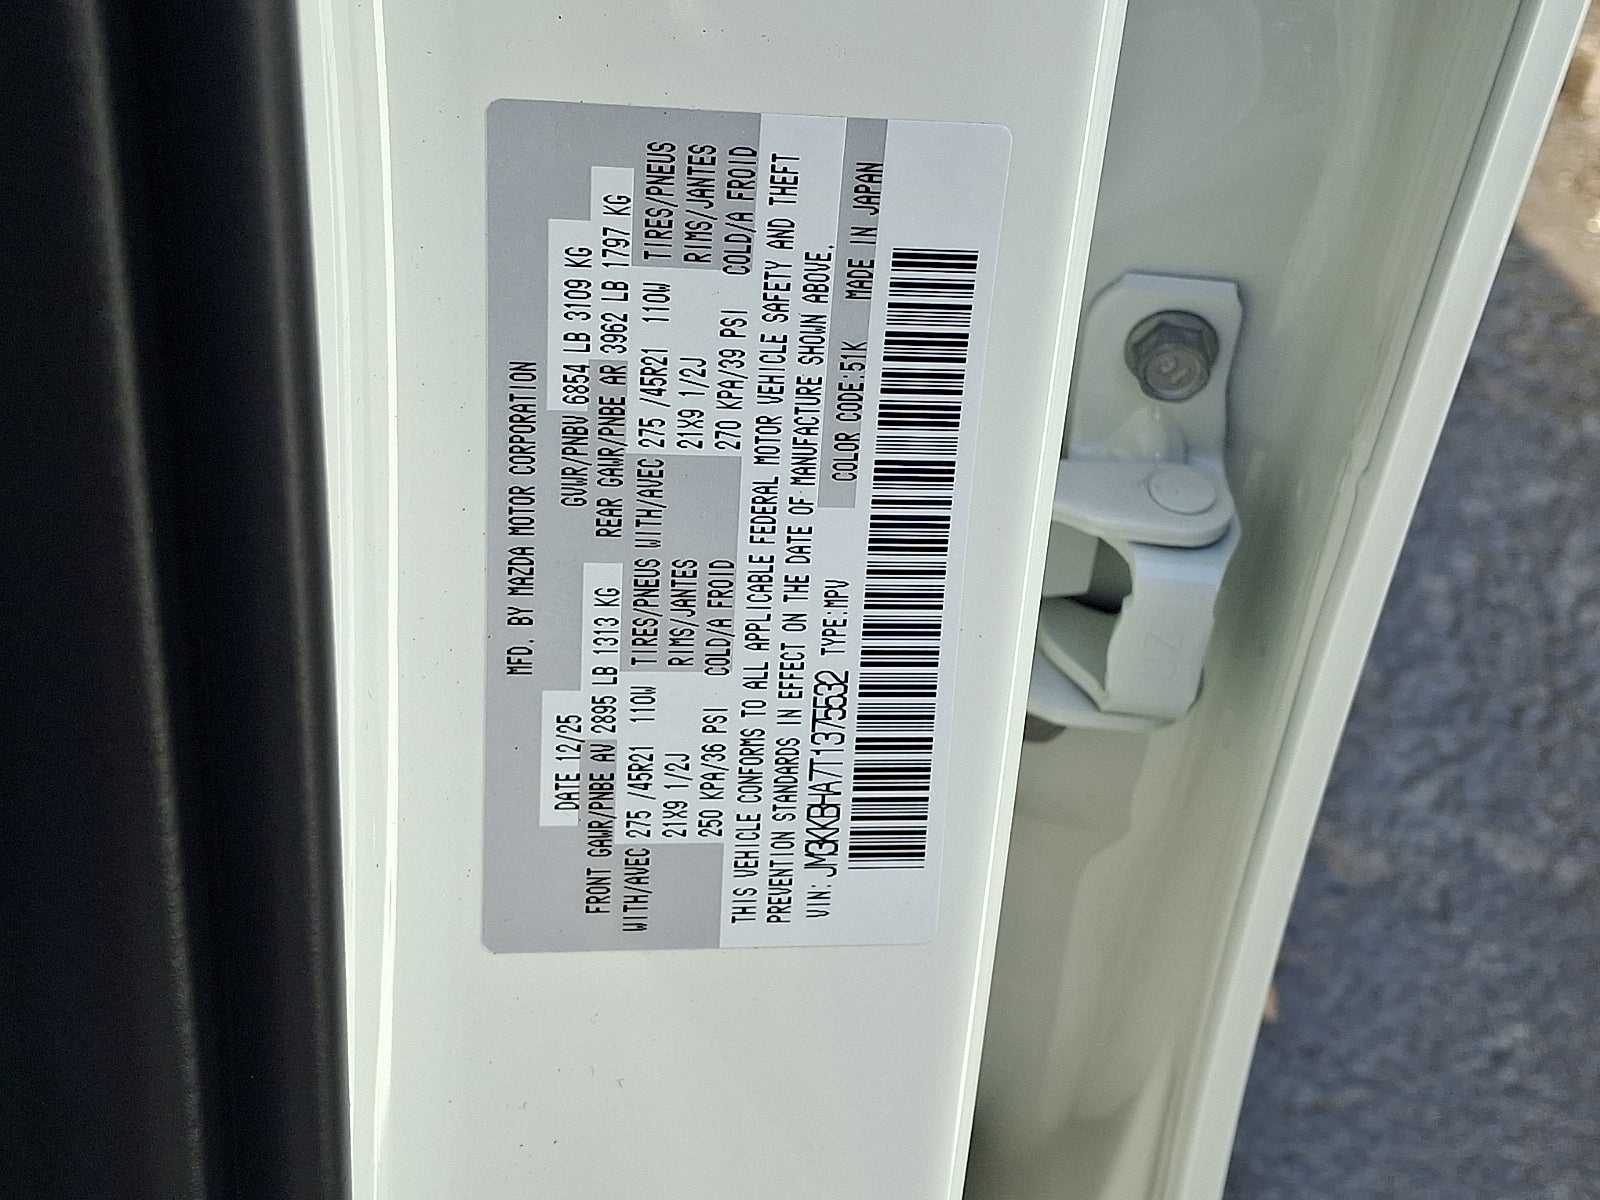 MFD. BY MAZDA MOTOR CORPORATION
DATE 12/25 GVWR/PNBV 6854 LB 3109 KG
FRONT GAWR/PNBE AV 2895 LB 1313 KG REAR GAWR/PNBE AR 3962 LB 1797 KG
WITH/AVEC 275 /45R21 110W TIRES/PNEUS WITH/AVEC 275 /45R21 110W TIRES/PNEUS
21X9 1/2J RIMS/JANTES 21X9 1/2J RIMS/JANTES
250 KPA/36 PSI COLD/A FROID 270 KPA/39 PSI COLD/A FROID
THIS VEHICLE CONFORMS TO ALL APPLICABLE FEDERAL MOTOR VEHICLE SAFETY AND THEFT
PREVENTION STANDARDS IN EFFECT ON THE DATE OF MANUFACTURE SHOWN ABOVE.
VIN: JM3KKBHA7T1375532 TYPE:MPV COLOR CODE:51K MADE IN JAPAN